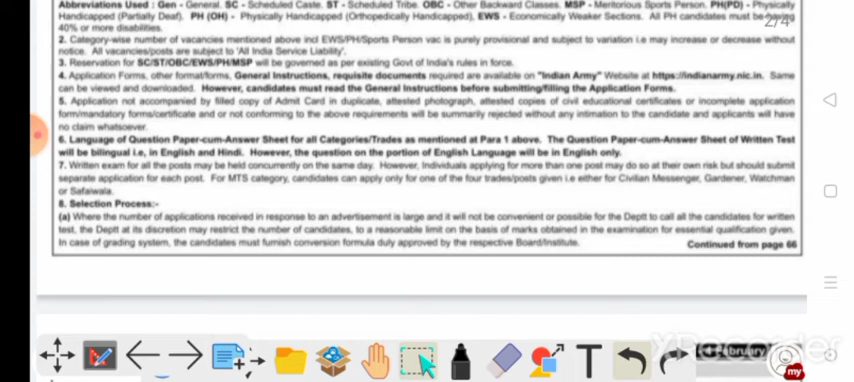 Abbreviations Used : Gen - General. SC - Scheduled Caste. ST - Scheduled Tribe. OBC - Other Backward Classes. MSP - Meritorious Sports Person. PH(PD) - Physically
Handicapped (Partially Deaf). PH (OH) - Physically Handicapped (Orthopedically Handicapped), EWS - Economically Weaker Sections. All PH candidates must be having
2/4
40% or more disabilities.
2. Category-wise number of vacancies mentioned above incl EWS/PH/Sports Person vac is purely provisional and subject to variation i.e may increase or decrease without
notice. All vacancies/posts are subject to 'All India Service Liability'.
3. Reservation for SC/ST/OBC/EWS/PH/MSP will be governed as per existing Govt of India's rules in force.
4. Application Forms, other format/forms, General Instructions, requisite documents required are available on "Indian Army" Website at https://indianarmy.nic.in. Same
can be viewed and downloaded. However, candidates must read the General Instructions before submitting/filling the Application Forms.
5. Application not accompanied by filled copy of Admit Card in duplicate, attested photograph, attested copies of civil educational certificates or incomplete application
form/mandatory forms/certificate and or not conforming to the above requirements will be summarily rejected without any intimation to the candidate and applicants will have
no claim whatsoever.
6. Language of Question Paper-cum-Answer Sheet for all Categories/Trades as mentioned at Para 1 above. The Question Paper-cum-Answer Sheet of Written Test
will be bilingual i.e, in English and Hindi. However, the question on the portion of English Language will be in English only.
7. Written exam for all the posts may be held concurrently on the same day. However, Individuals applying for more than one post may do so at their own risk but should submit
separate application for each post. For MTS category, candidates can apply only for one of the four trades/posts given i.e either for Civilian Messenger, Gardener, Watchman
or Safaiwala.
8. Selection Process:-
(a) Where the number of applications received in response to an advertisement is large and it will not be convenient or possible for the Deptt to call all the candidates for written
test, the Deptt at its discretion may restrict the number of candidates, to a reasonable limit on the basis of marks obtained in the examination for essential qualification given.
In case of grading system, the candidates must furnish conversion formula duly approved by the respective Board/Institute.
Continued from page 66
February
my